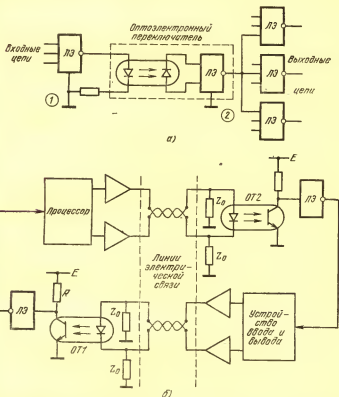 Оптоэлектронный
переключатель
ЛЭ
Входные
цепи
ЛЭ
ЛЭ
ЛЭ
Выходные
цепи
ЛЭ
1
2
а)
Процессор
ОТ2
E
ЛЭ
Z0
Z0
Линии
электри-
ческой
связи
E
ЛЭ
R
ОТ1
Z0
Z0
Устрой-
ство
ввода и
вывода
б)